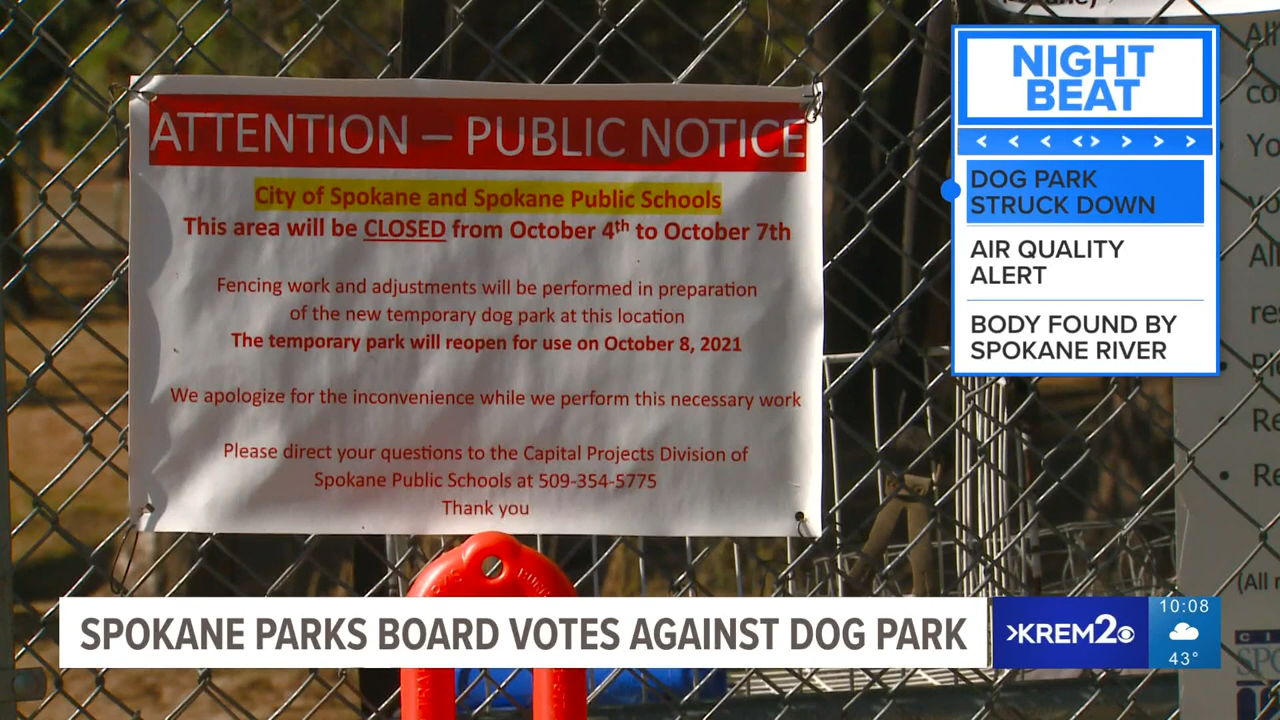 ATTENTION – PUBLIC NOTICE
City of Spokane and Spokane Public Schools
This area will be CLOSED from October 4th to October 7th
Fencing work and adjustments will be performed in preparation
of the new temporary dog park at this location
The temporary park will reopen for use on October 8, 2021
We apologize for the inconvenience while we perform this necessary work
Please direct your questions to the Capital Projects Division of
Spokane Public Schools at 509-354-5775
Thank you
NIGHT
BEAT
DOG PARK
STRUCK DOWN
AIR QUALITY
ALERT
BODY FOUND BY
SPOKANE RIVER
SPOKANE PARKS BOARD VOTES AGAINST DOG PARK
KREM2
10:08
43°